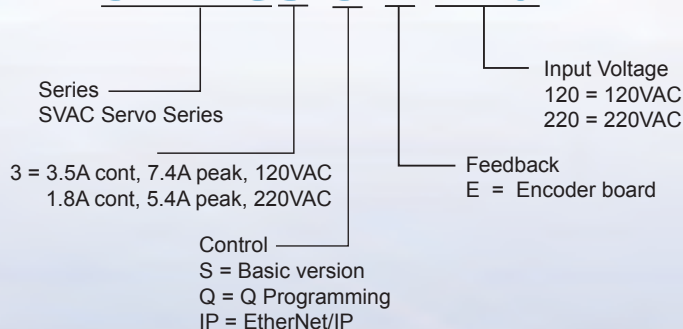 Series
SVAC Servo Series
3 = 3.5A cont, 7.4A peak, 120VAC
1.8A cont, 5.4A peak, 220VAC
Control
S = Basic version
Q = Q Programming
IP = EtherNet/IP
Feedback
E = Encoder board
Input Voltage
120 = 120VAC
220 = 220VAC